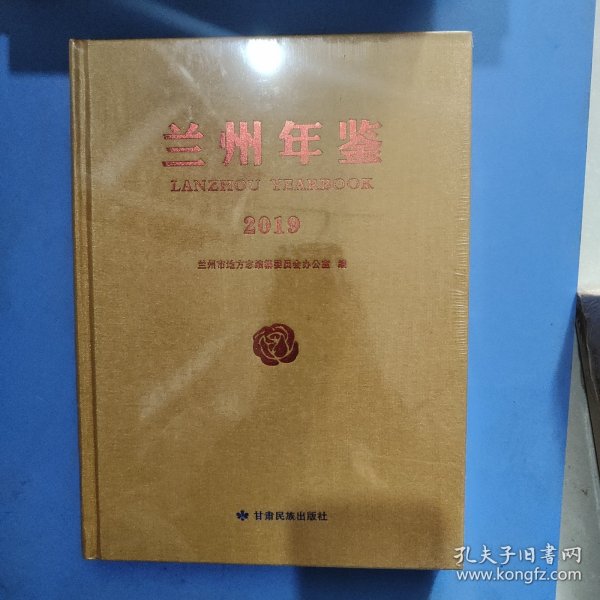 兰州年鉴
LANZHOU YEARBOOK
2019
兰州市地方志编纂委员会办公室 编
甘肃民族出版社
孔夫子旧书网
www.kongfz.com